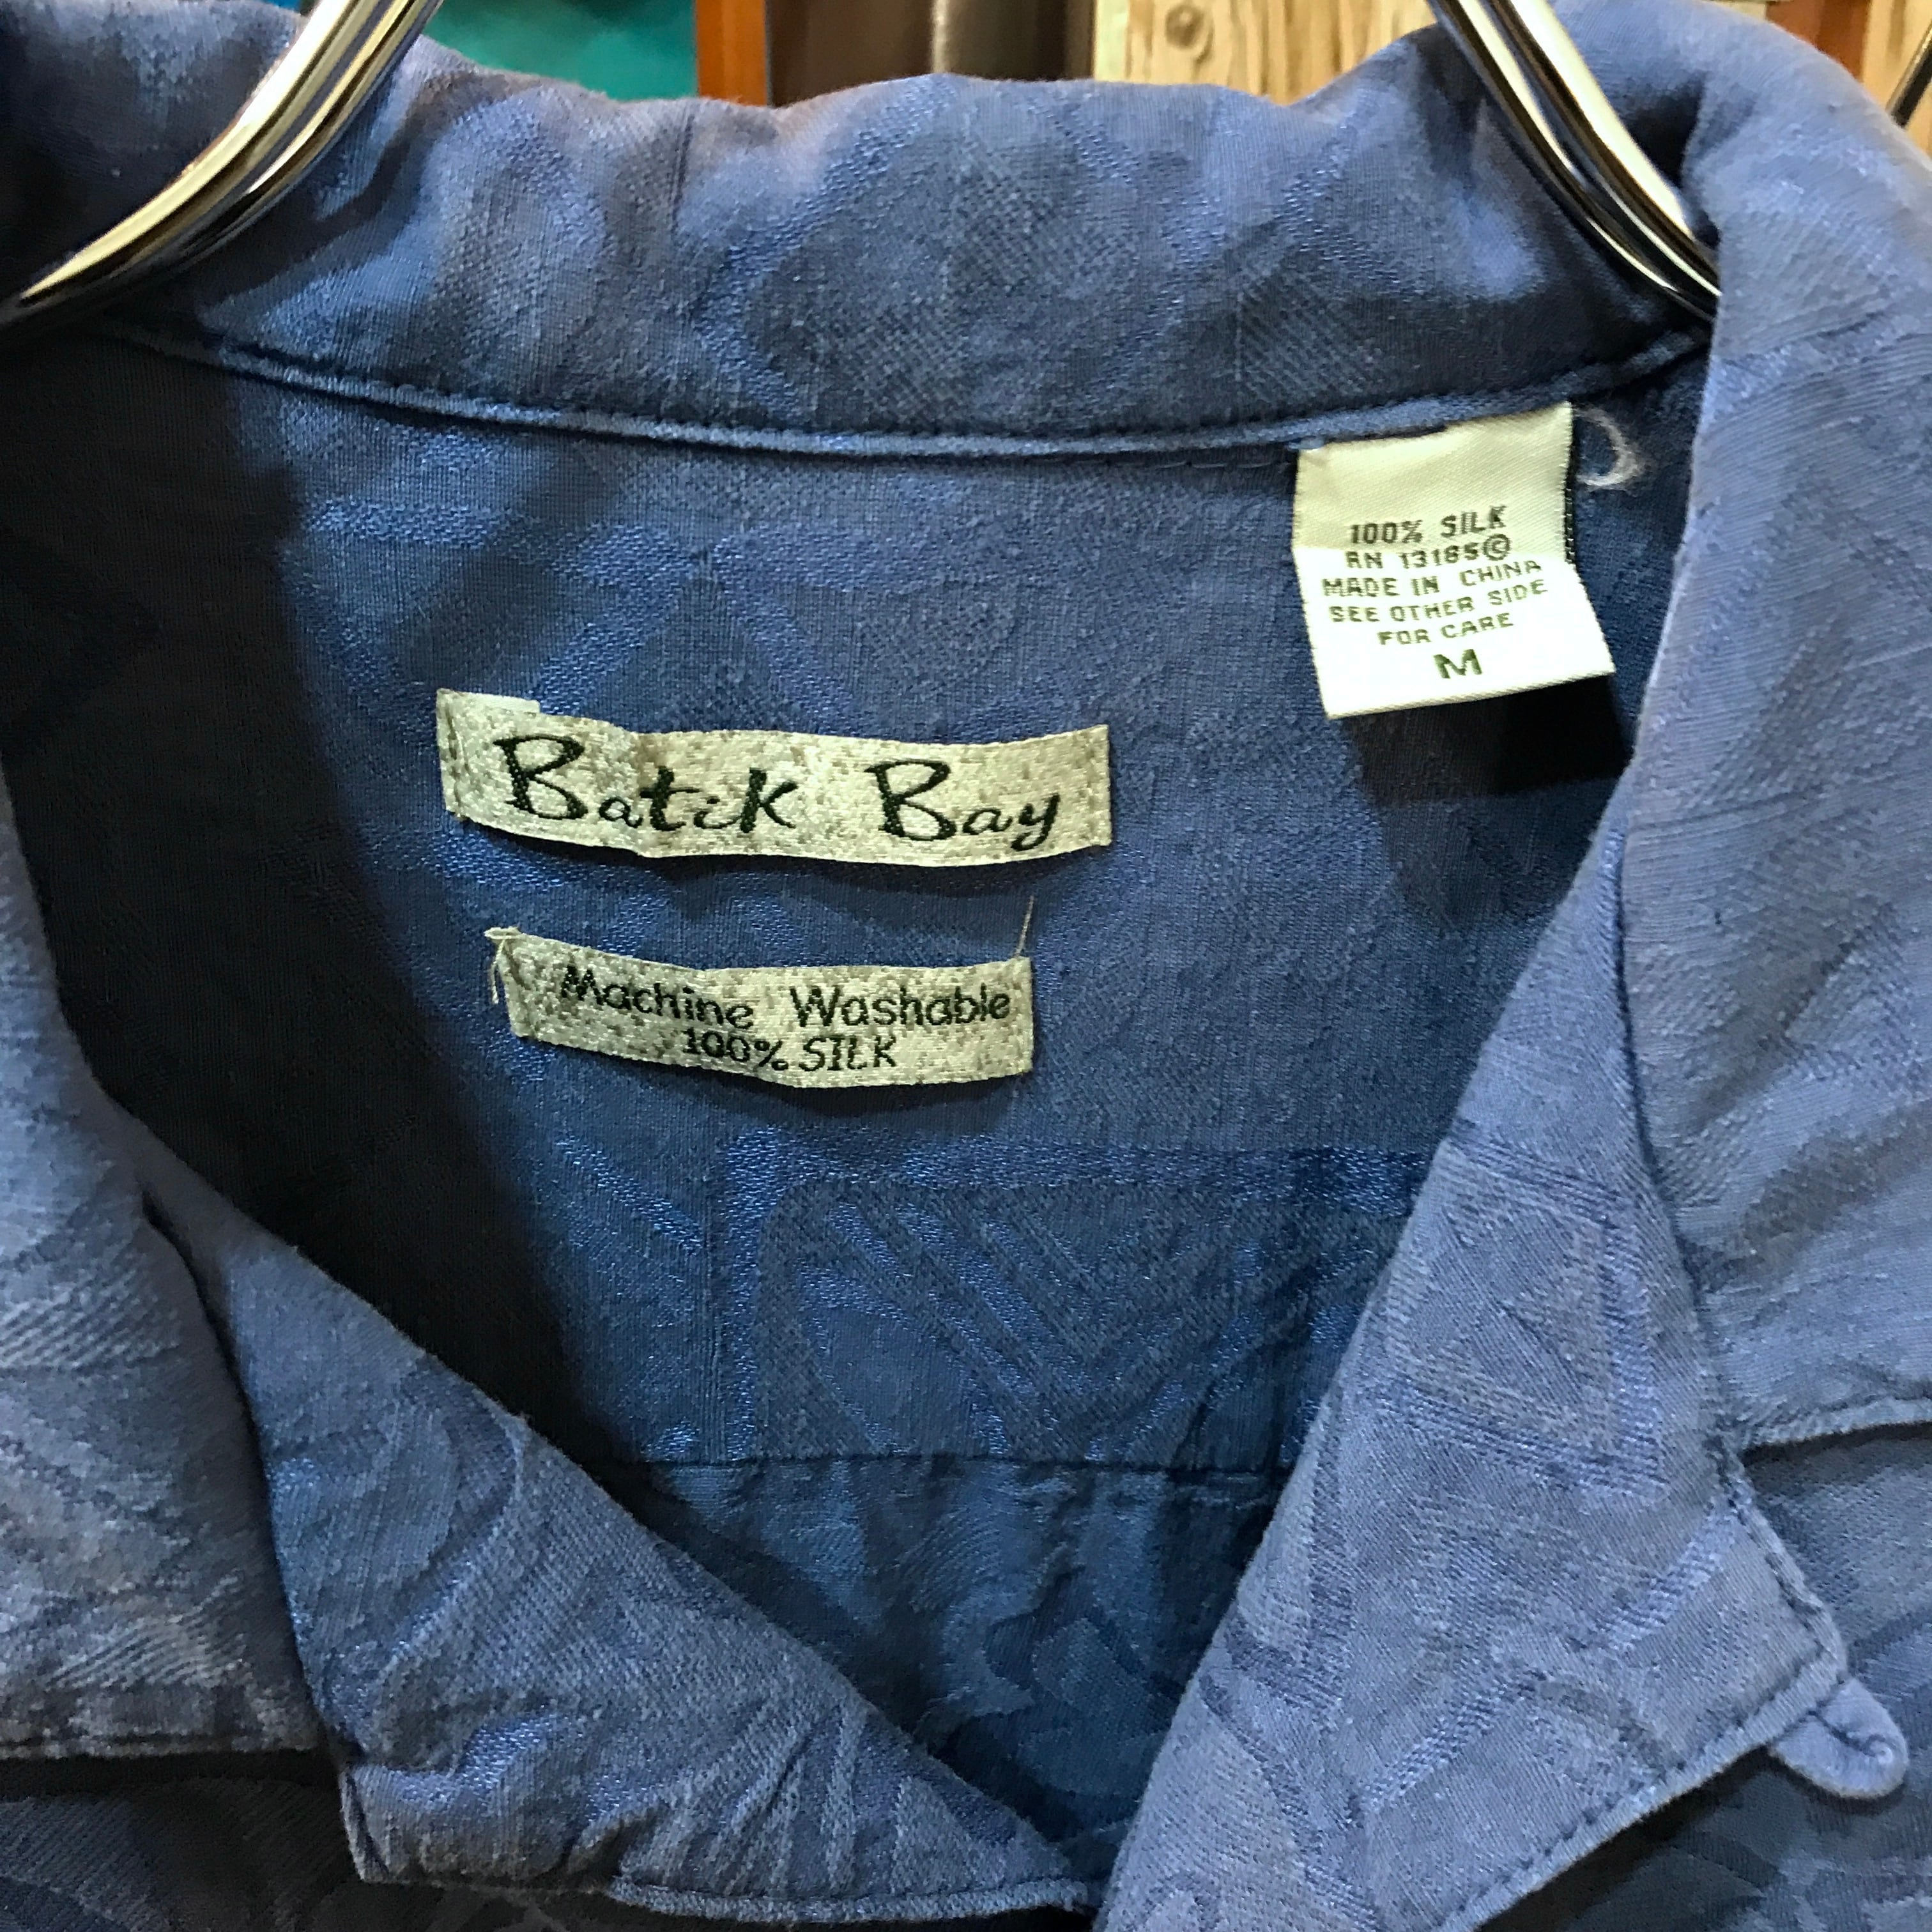 100% SILK
RN 13185©
MADE IN CHINA
SEE OTHER SIDE
FOR CARE
M
Batik Bay
Machine Washable
100% SILK